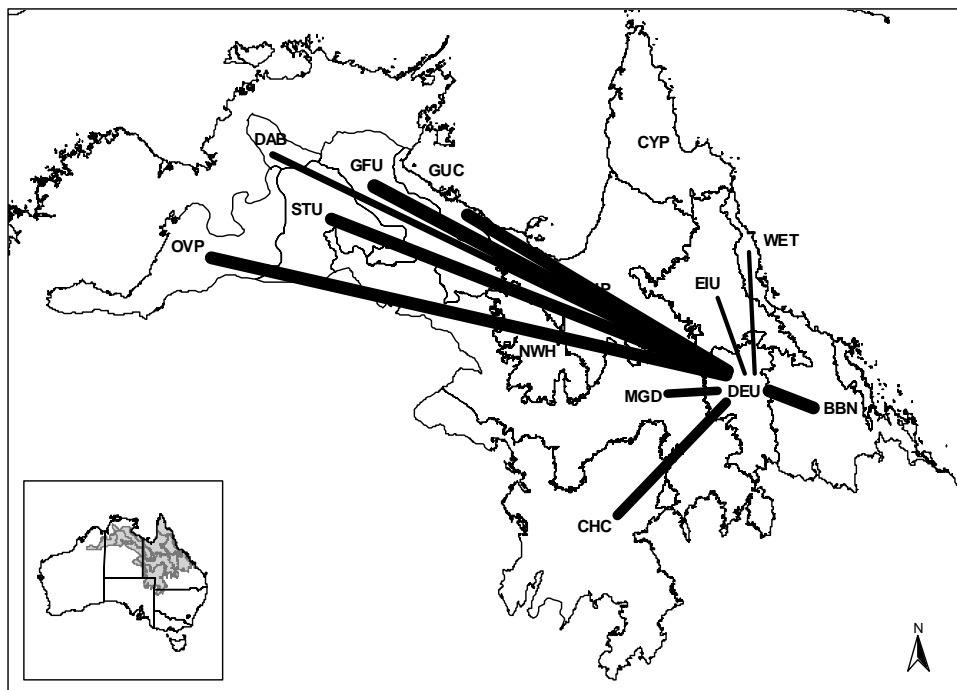 CYP
DAB
GFU
GUC
STU
WET
OVP
EIU
NWH
MGD
DEU
BBN
CHC
N